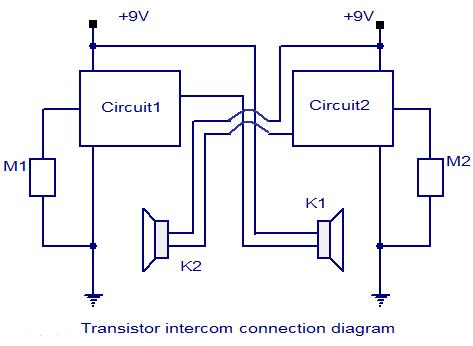 +9V
+9V
Circuit1
Circuit2
M1
M2
K1
K2
Transistor intercom connection diagram